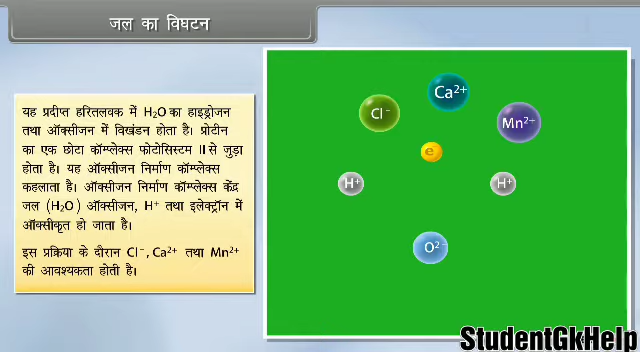 जल का विघटन
यह प्रदीप्त हरितलवक में H₂O का हाइड्रोजन
तथा ऑक्सीजन में विखंडन होता है। प्रोटीन
का एक छोटा कॉम्प्लेक्स फोटोसिस्टम II से जुड़ा
होता है। यह ऑक्सीजन निर्माण कॉम्प्लेक्स
कहलाता है। ऑक्सीजन निर्माण कॉम्प्लेक्स केंद्र
जल (H₂O) ऑक्सीजन, H⁺ तथा इलेक्ट्रॉन में
ऑक्सीकृत हो जाता है।
इस प्रक्रिया के दौरान Cl⁻, Ca²⁺ तथा Mn²⁺
की आवश्यकता होती है।
Ca²⁺
Cl⁻
Mn²⁺
e⁻
H⁺
H⁺
O²⁻
StudentGkHelp